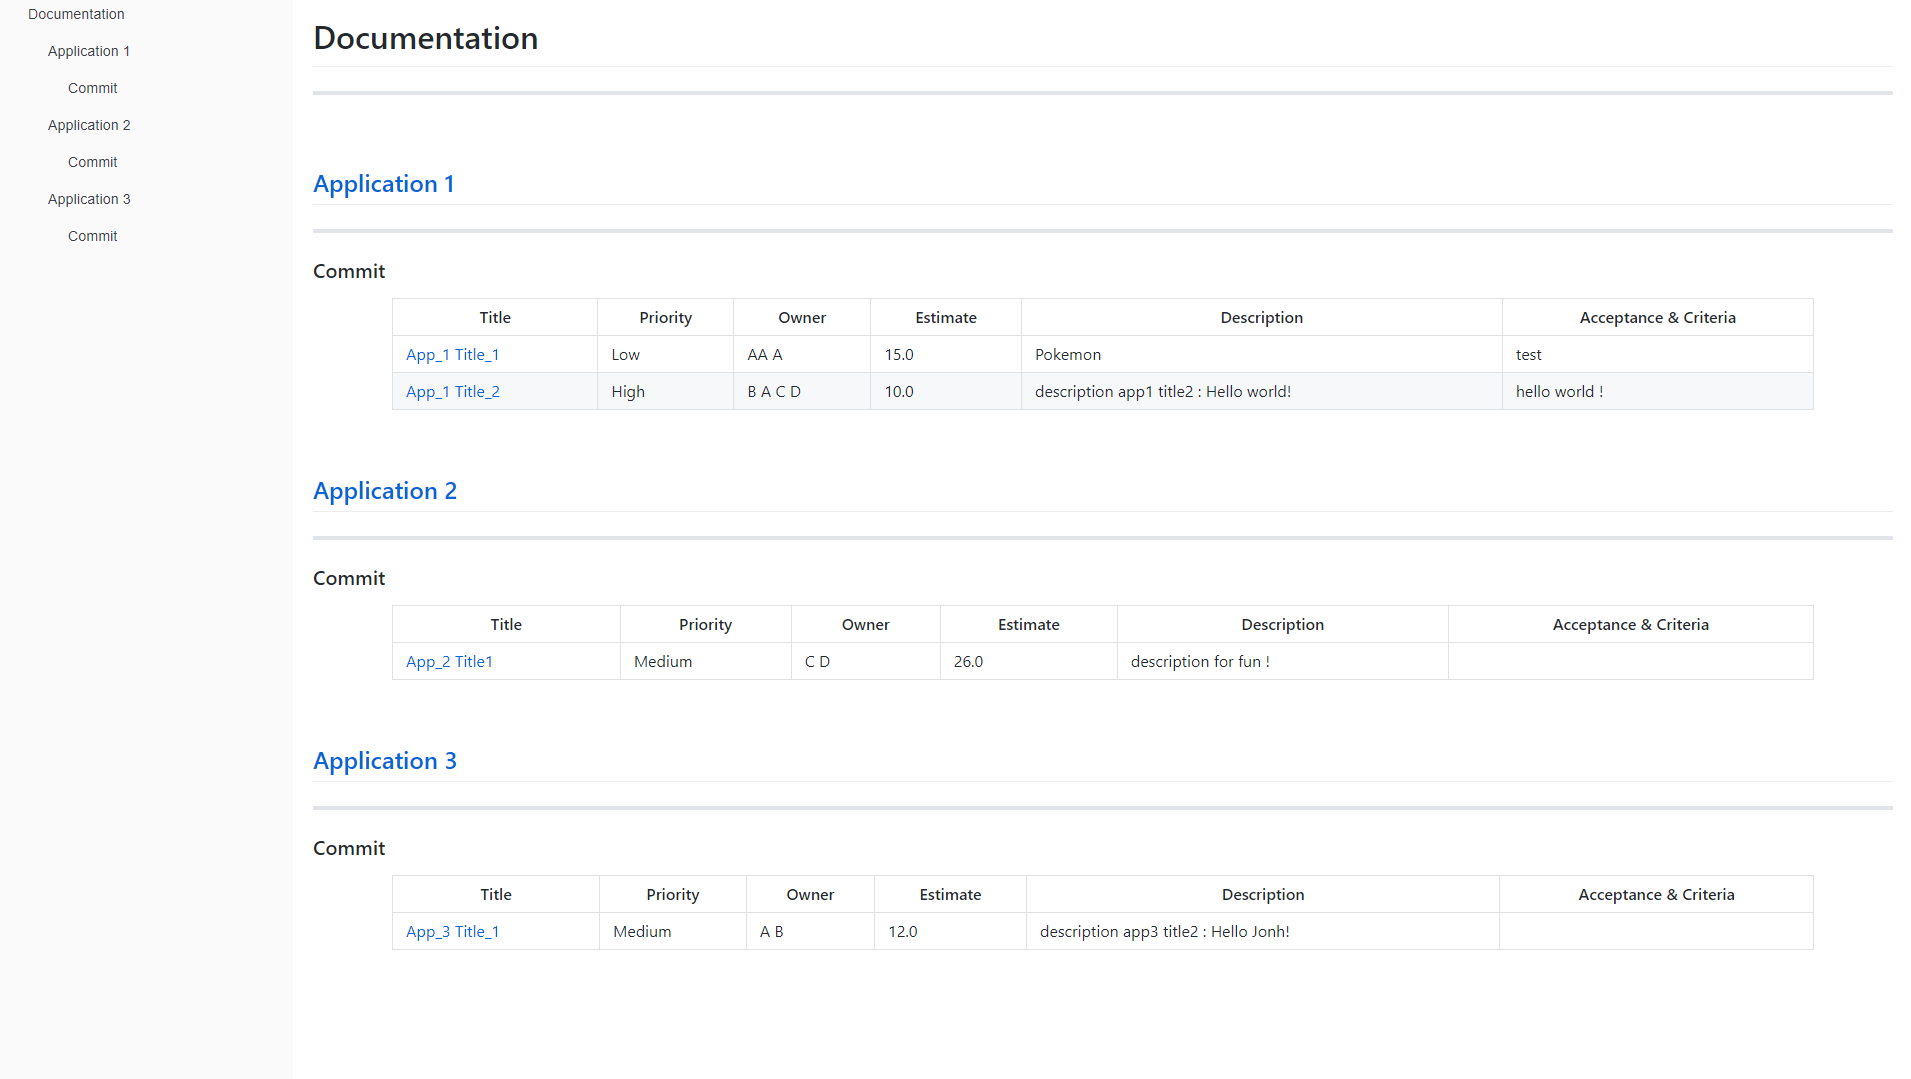 Documentation
Application 1
Commit
Application 2
Commit
Application 3
Commit
Documentation
Application 1
Commit
Title Priority Owner Estimate Description Acceptance & Criteria
App_1 Title_1 Low AA A 15.0 Pokemon test
App_1 Title_2 High B A C D 10.0 description app1 title2 : Hello world! hello world !
Application 2
Commit
Title Priority Owner Estimate Description Acceptance & Criteria
App_2 Title1 Medium C D 26.0 description for fun !
Application 3
Commit
Title Priority Owner Estimate Description Acceptance & Criteria
App_3 Title_1 Medium A B 12.0 description app3 title2 : Hello Jonh!